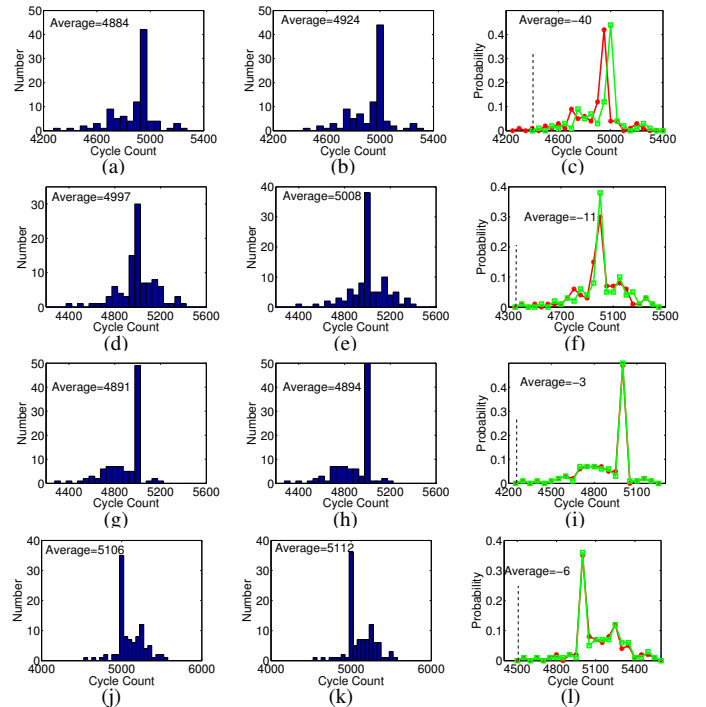 50 40 30 20 10 0
Number
Average=4884
4200 4600 5000 5400
Cycle Count
(a)
50 40 30 20 10 0
Number
Average=4924
4200 4600 5000 5400
Cycle Count
(b)
0.4 0.3 0.2 0.1 0
Probability
Average=−40
4200 4600 5000 5400
Cycle Count
(c)
30 20 10 0
Number
Average=4997
4400 4800 5200 5600
Cycle Count
(d)
40 30 20 10 0
Number
Average=5008
4400 4800 5200 5600
Cycle Count
(e)
0.4 0.3 0.2 0.1 0
Probability
Average=−11
4300 4700 5100 5500
Cycle Count
(f)
50 40 30 20 10 0
Number
Average=4891
4400 4800 5200 5600
Cycle Count
(g)
50 40 30 20 10 0
Number
Average=4894
4400 4800 5200 5600
Cycle Count
(h)
0.4 0.3 0.2 0.1 0
Probability
Average=−3
4200 4500 4800 5100
Cycle Count
(i)
40 30 20 10 0
Number
Average=5106
4000 5000 6000
Cycle Count
(j)
40 30 20 10 0
Number
Average=5112
4000 5000 6000
Cycle Count
(k)
0.4 0.3 0.2 0.1 0
Probability
Average=−6
4500 4800 5100 5400
Cycle Count
(l)